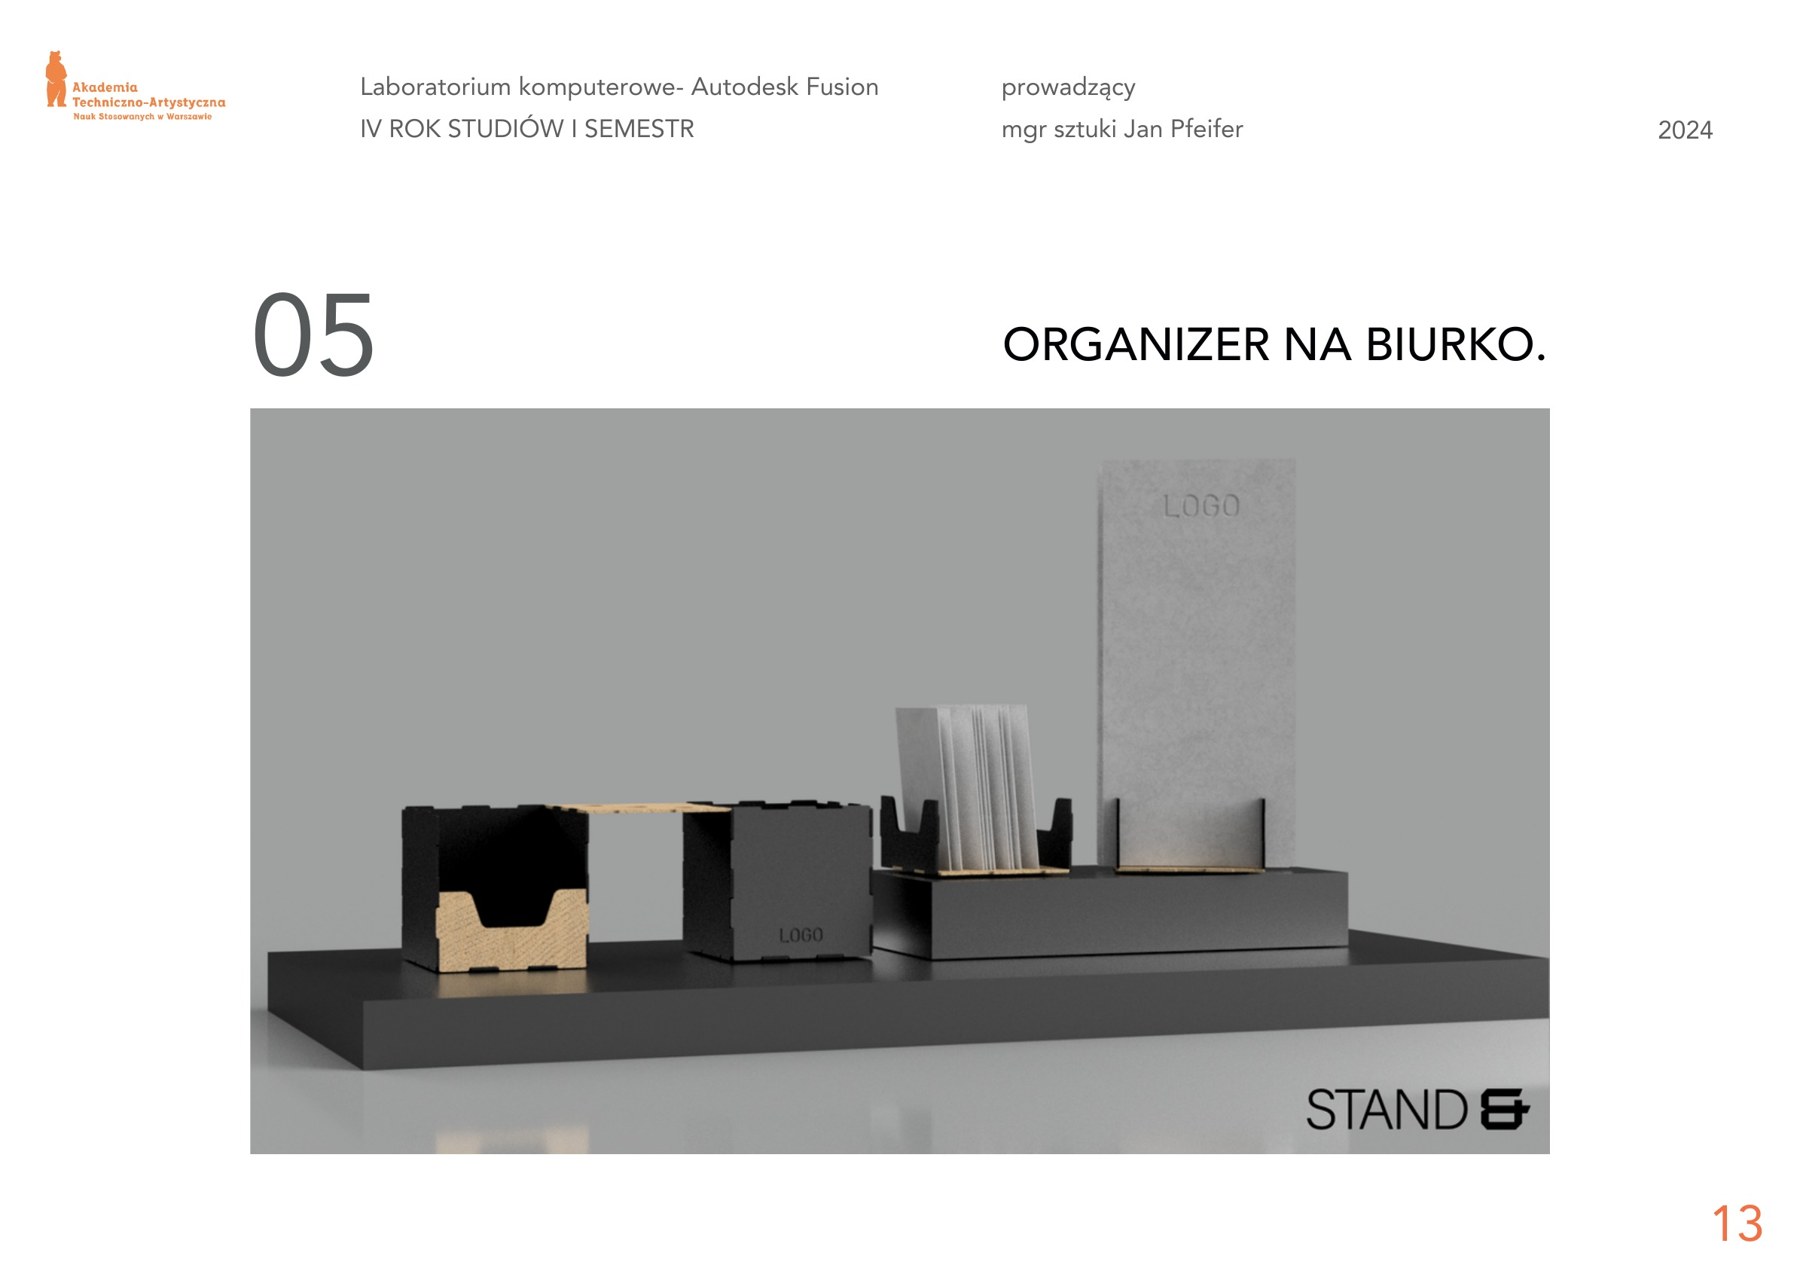 Akademia
Techniczno-Artystyczna
Nauk Stosowanych w Warszawie
Laboratorium komputerowe- Autodesk Fusion
IV ROK STUDIÓW I SEMESTR
prowadzący
mgr sztuki Jan Pfeifer
2024
05
ORGANIZER NA BIURKO.
LOGO
LOGO
STAND &
13